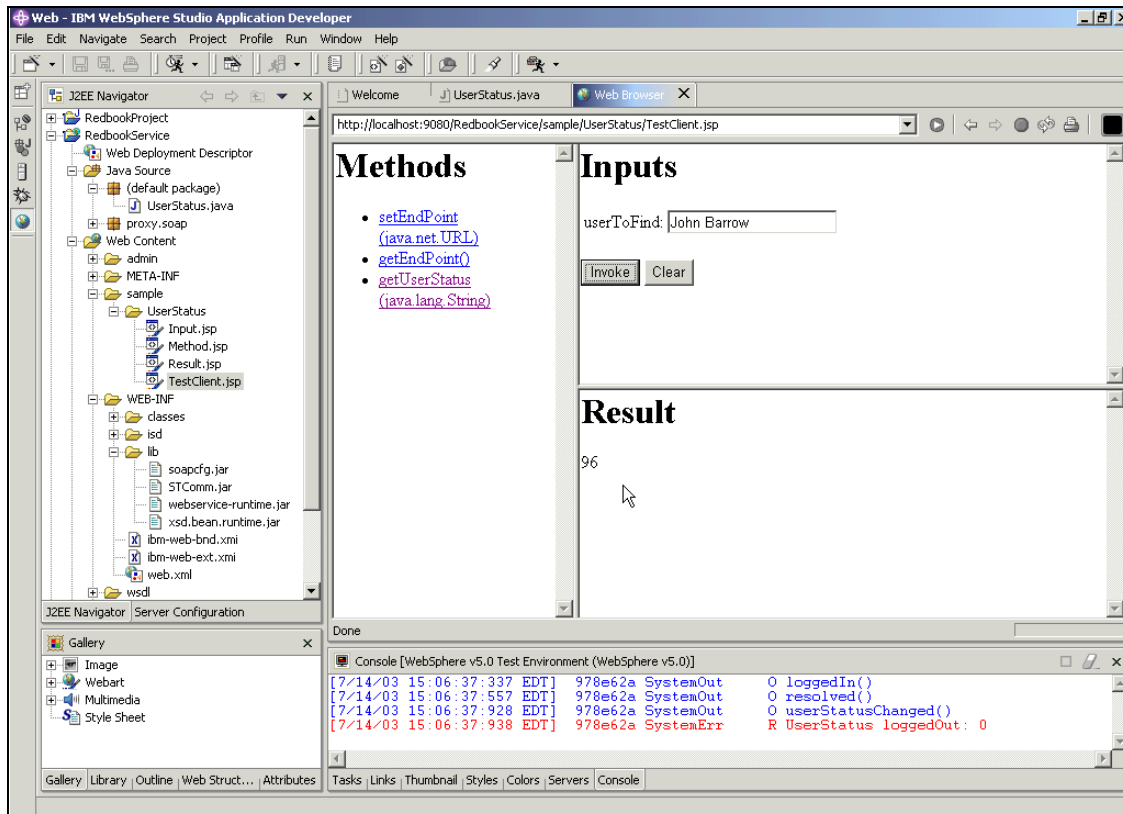 Web - IBM WebSphere Studio Application Developer
File Edit Navigate Search Project Profile Run Window Help
J2EE Navigator
RedbookProject
RedbookService
Web Deployment Descriptor
Java Source
(default package)
UserStatus.java
proxy.soap
Web Content
admin
META-INF
sample
UserStatus
Input.jsp
Method.jsp
Result.jsp
TestClient.jsp
WEB-INF
classes
isd
lib
soapcfg.jar
STComm.jar
webservice-runtime.jar
xsd.bean.runtime.jar
ibm-web-bnd.xmi
ibm-web-ext.xmi
web.xml
wsdl
J2EE Navigator Server Configuration
Gallery
Image
Webart
Multimedia
Style Sheet
Gallery Library Outline Web Struct... Attributes
Welcome UserStatus.java Web Browser
http://localhost:9080/RedbookService/sample/UserStatus/TestClient.jsp
Methods
setEndPoint
(java.net.URL)
getEndPoint()
getUserStatus
(java.lang.String)
Inputs
userToFind: John Barrow
Invoke Clear
Result
96
Done
Console [WebSphere v5.0 Test Environment (WebSphere v5.0)]
[7/14/03 15:06:37:337 EDT] 978e62a SystemOut O loggedIn()
[7/14/03 15:06:37:557 EDT] 978e62a SystemOut O resolved()
[7/14/03 15:06:37:928 EDT] 978e62a SystemOut O userStatusChanged()
[7/14/03 15:06:37:938 EDT] 978e62a SystemErr R UserStatus loggedOut: 0
Tasks Links Thumbnail Styles Colors Servers Console